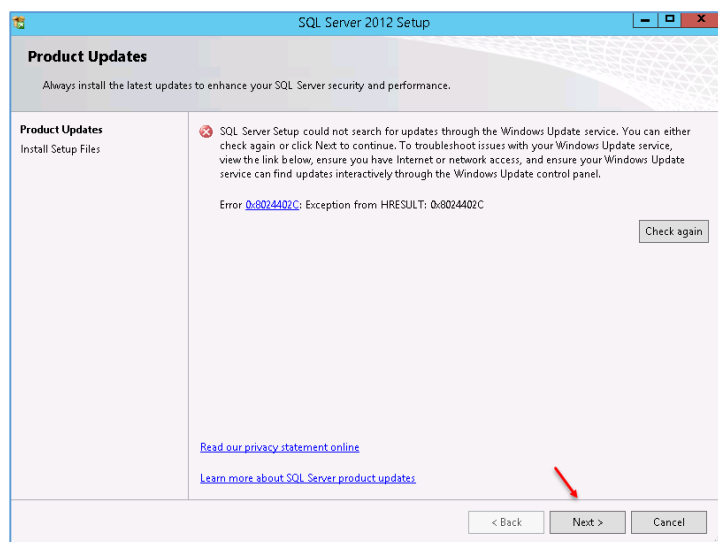 SQL Server 2012 Setup
Product Updates
Always install the latest updates to enhance your SQL Server security and performance.
Product Updates
Install Setup Files
SQL Server Setup could not search for updates through the Windows Update service. You can either
check again or click Next to continue. To troubleshoot issues with your Windows Update service,
view the link below, ensure you have Internet or network access, and ensure your Windows Update
service can find updates interactively through the Windows Update control panel.
Error 0x8024402C: Exception from HRESULT: 0x8024402C
Check again
Read our privacy statement online
Learn more about SQL Server product updates
< Back
Next >
Cancel